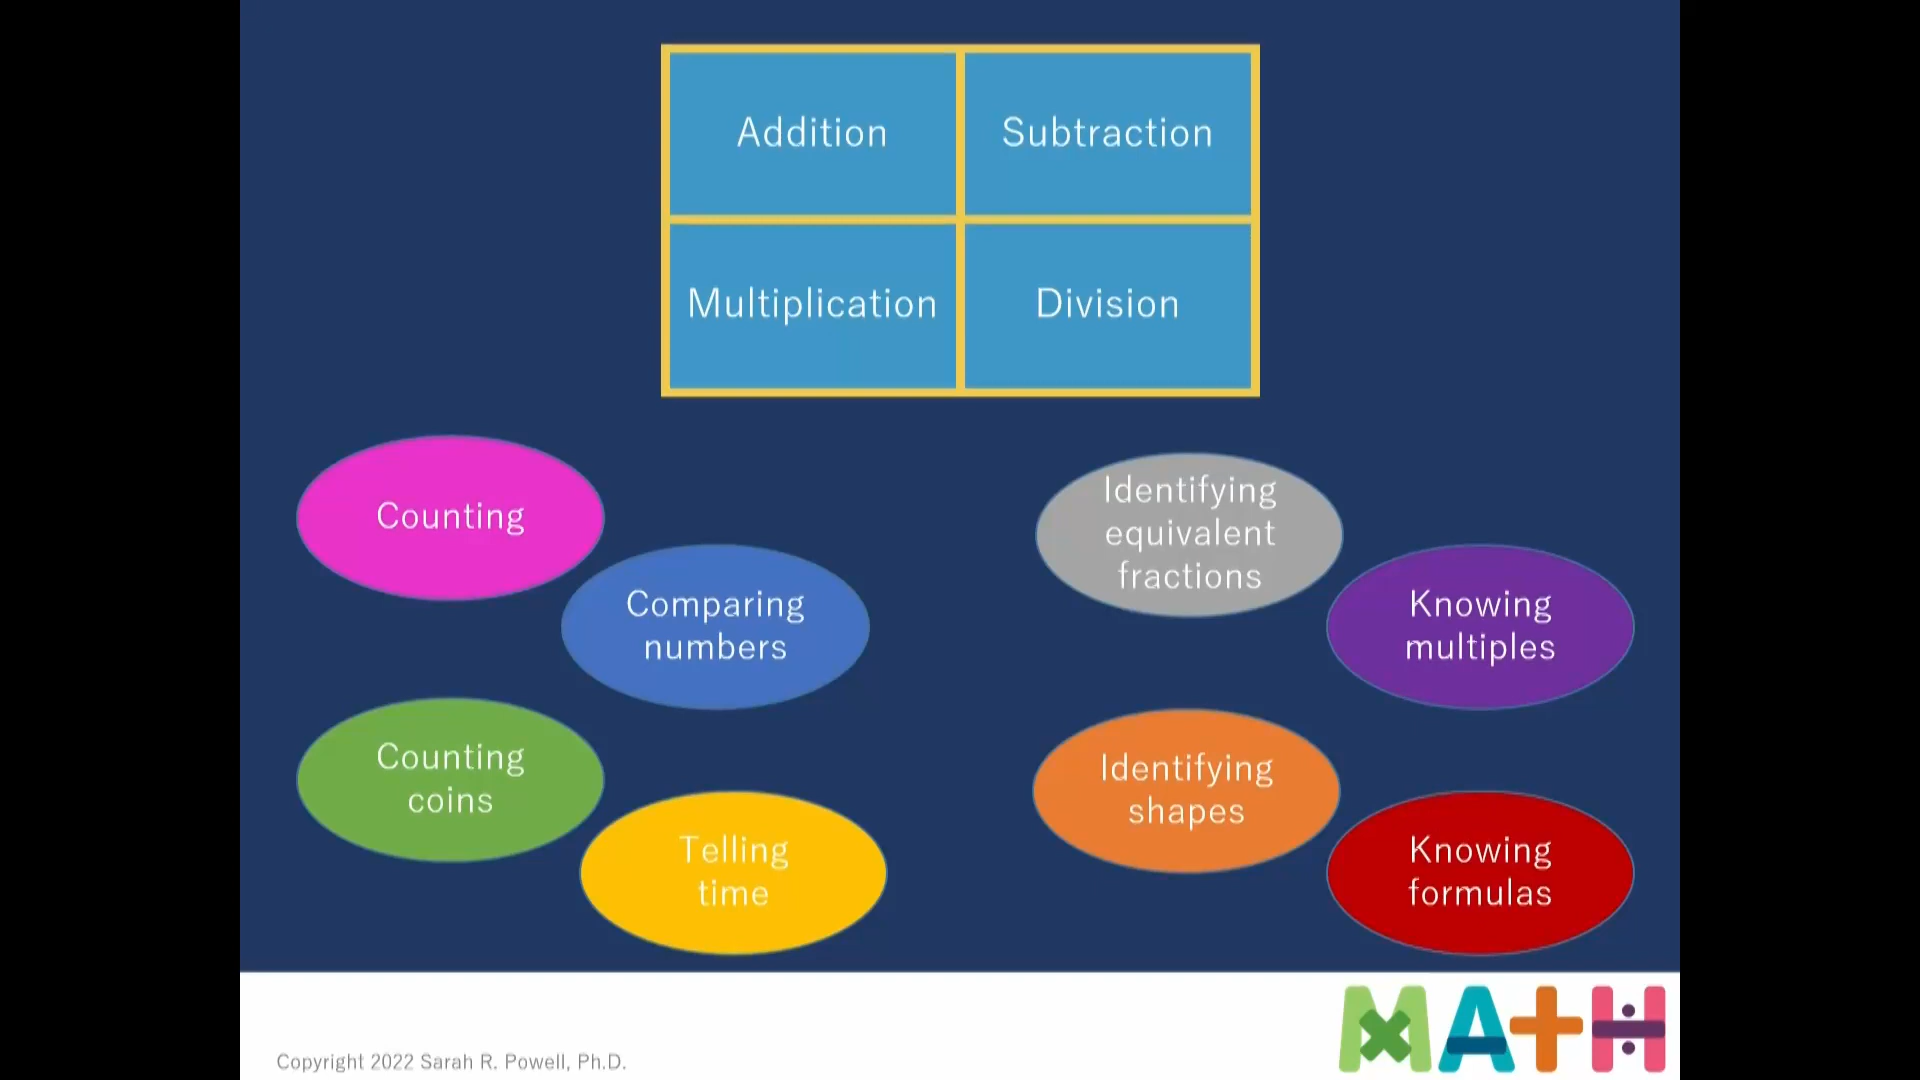 Addition
Subtraction
Multiplication
Division
Counting
Comparing
numbers
Counting
coins
Telling
time
Identifying
equivalent
fractions
Knowing
multiples
Identifying
shapes
Knowing
formulas
Copyright 2022 Sarah R. Powell, Ph.D.
MATH